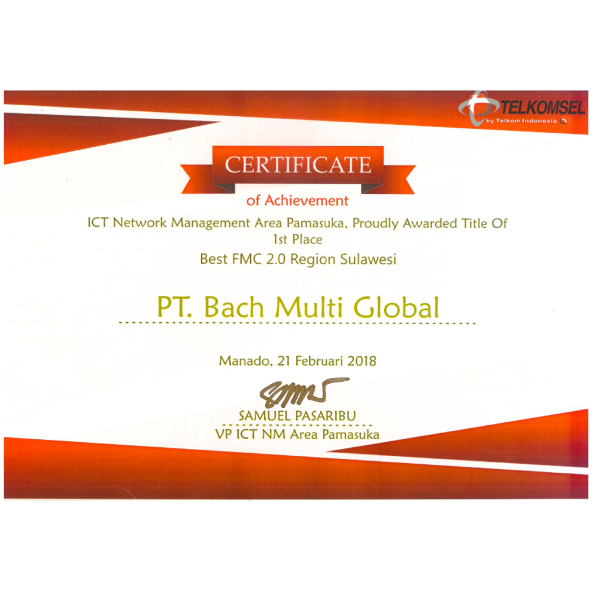 TELKOMSEL
by Telkom Indonesia
CERTIFICATE
of Achievement
ICT Network Management Area Pamasuka, Proudly Awarded Title Of
1st Place
Best FMC 2.0 Region Sulawesi
PT. Bach Multi Global
Manado, 21 Februari 2018
SAMUEL PASARIBU
VP ICT NM Area Pamasuka